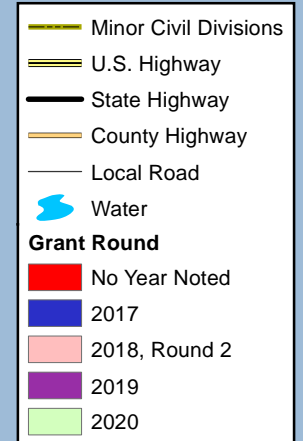 Minor Civil Divisions
U.S. Highway
State Highway
County Highway
Local Road
Water
Grant Round
No Year Noted
2017
2018, Round 2
2019
2020